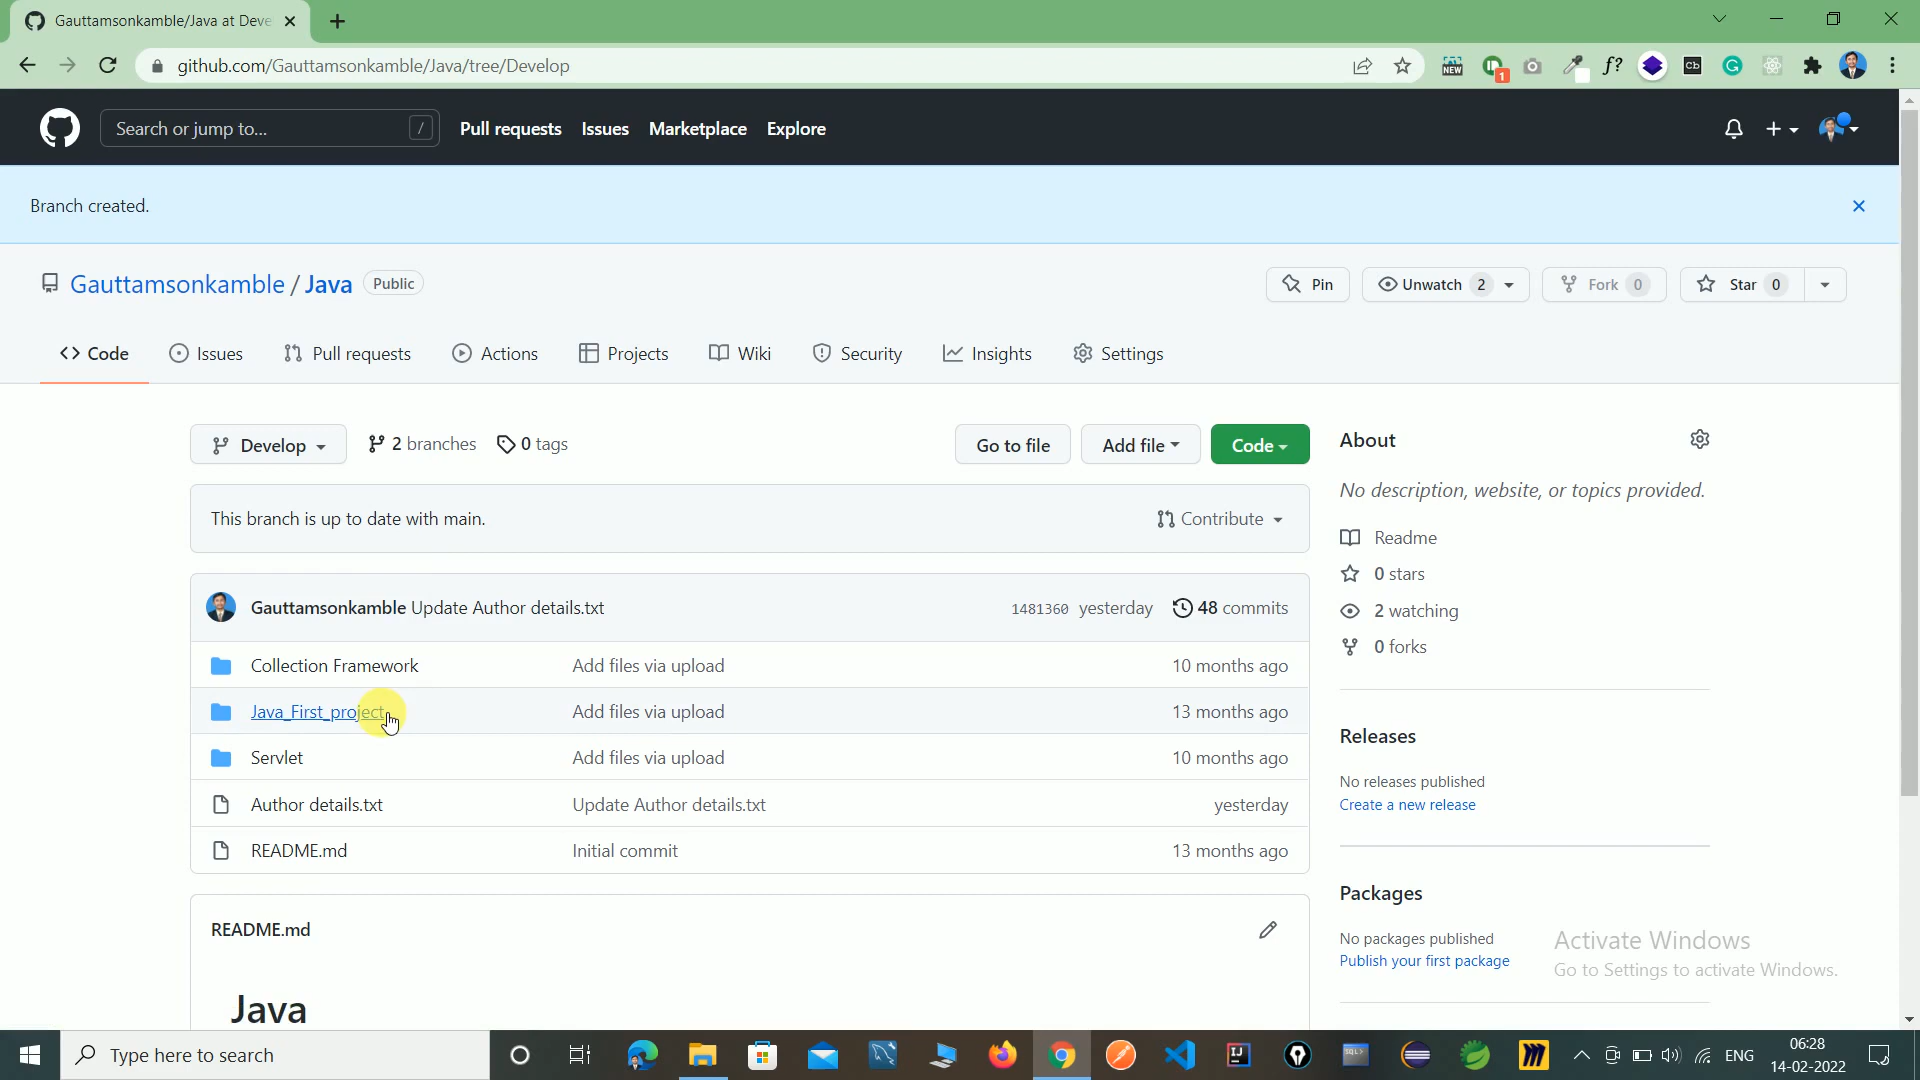 Gauttamsonkamble/Java at Deve
github.com/Gauttamsonkamble/Java/tree/Develop
NEW
1
f?
Cb
Search or jump to... /
Pull requests Issues Marketplace Explore
Branch created.
Gauttamsonkamble / Java Public
Pin Unwatch 2 Fork 0 Star 0
Code Issues Pull requests Actions Projects Wiki Security Insights Settings
Develop 2 branches 0 tags Go to file Add file Code
This branch is up to date with main. Contribute
Gauttamsonkamble Update Author details.txt 1481360 yesterday 48 commits
Collection Framework Add files via upload 10 months ago
Java_First_project Add files via upload 13 months ago
Servlet Add files via upload 10 months ago
Author details.txt Update Author details.txt yesterday
README.md Initial commit 13 months ago
README.md
Java
About
No description, website, or topics provided.
Readme
0 stars
2 watching
0 forks
Releases
No releases published
Create a new release
Packages
No packages published
Publish your first package
Activate Windows
Go to Settings to activate Windows.
Type here to search
IJ
SQL>
ENG
06:28
14-02-2022